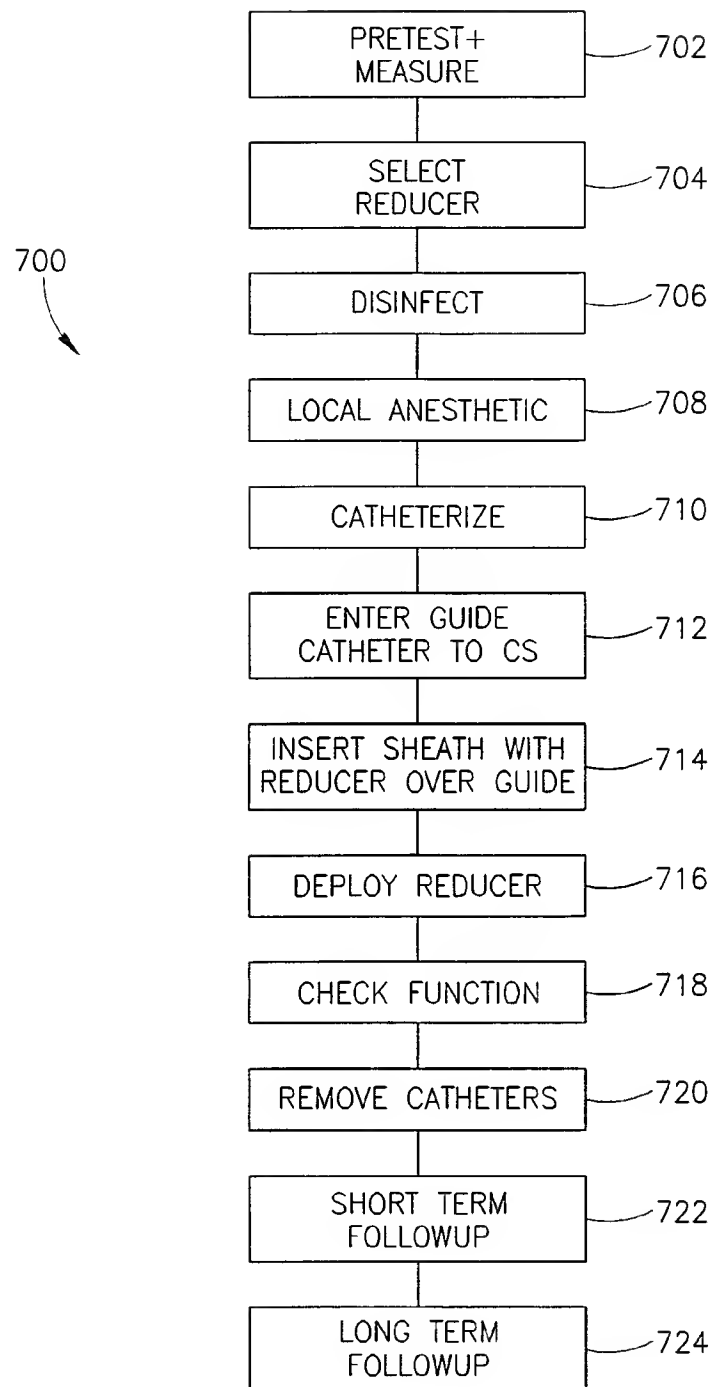 PRETEST+
MEASURE
702
SELECT
REDUCER
704
700
DISINFECT
706
LOCAL ANESTHETIC
708
CATHETERIZE
710
ENTER GUIDE
CATHETER TO CS
712
INSERT SHEATH WITH
REDUCER OVER GUIDE
714
DEPLOY REDUCER
716
CHECK FUNCTION
718
REMOVE CATHETERS
720
SHORT TERM
FOLLOWUP
722
LONG TERM
FOLLOWUP
724